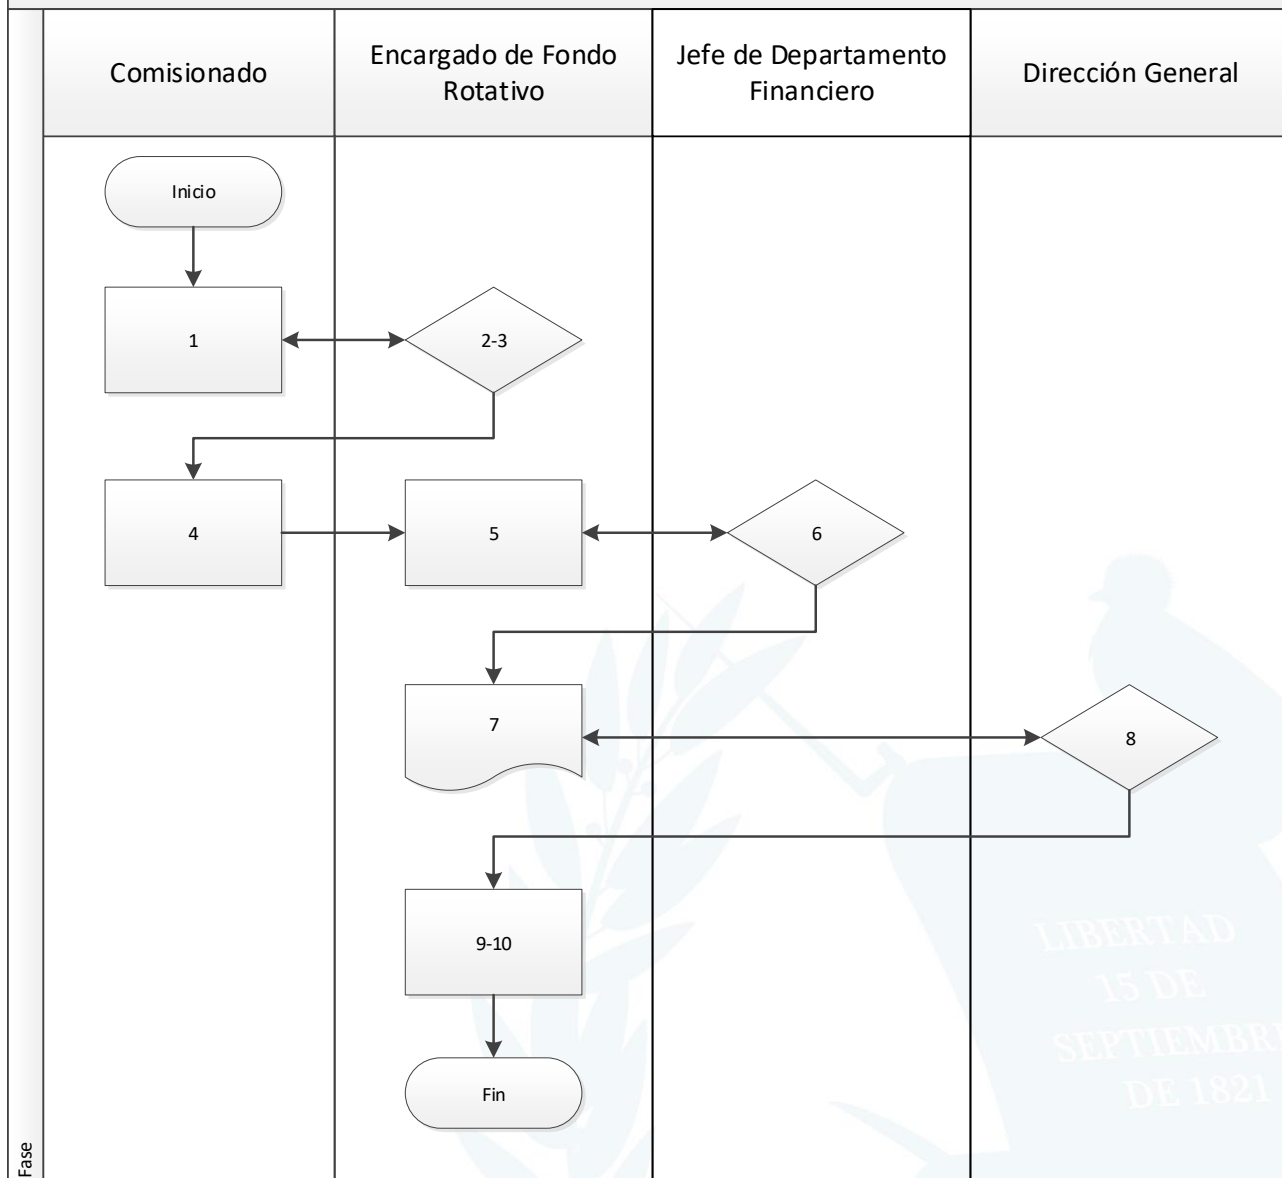 Comisionado
Encargado de Fondo
Rotativo
Jefe de Departamento
Financiero
Dirección General
Inicio
1
2-3
4
5
6
7
8
9-10
Fin
Fase
LIBERTAD
15 DE
SEPTIEMBRE
DE 1821